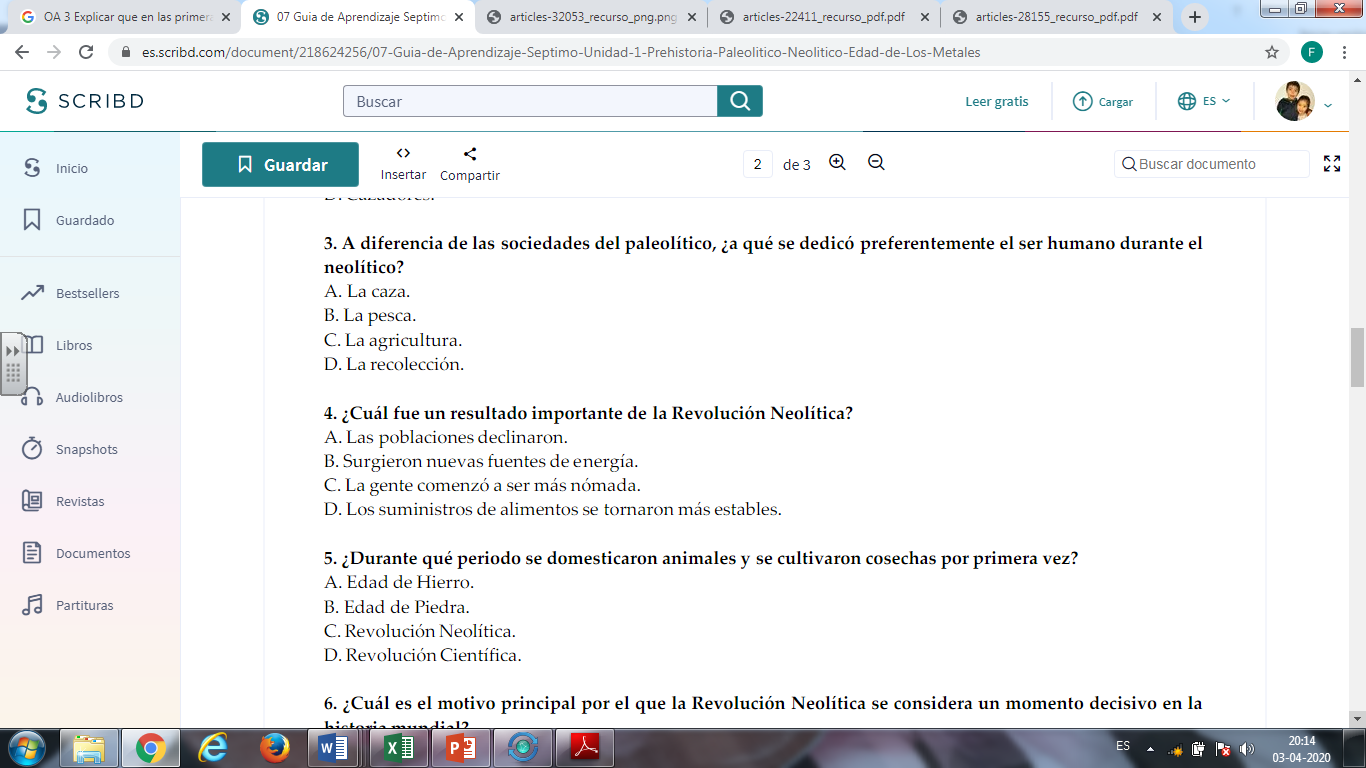 OA 3 Explicar que en las primera
07 Guia de Aprendizaje Septimo
articles-32053_recurso_png.png
articles-22411_recurso_pdf.pdf
articles-28155_recurso_pdf.pdf
es.scribd.com/document/218624256/07-Guia-de-Aprendizaje-Septimo-Unidad-1-Prehistoria-Paleolitico-Neolitico-Edad-de-Los-Metales
F
SCRIBD
Buscar
Leer gratis
Cargar
ES
Inicio
Guardado
Bestsellers
Libros
Audiolibros
Snapshots
Revistas
Documentos
Partituras
Guardar
Insertar
Compartir
2 de 3
Buscar documento
D. Cazadores.
3. A diferencia de las sociedades del paleolítico, ¿a qué se dedicó preferentemente el ser humano durante el
neolítico?
A. La caza.
B. La pesca.
C. La agricultura.
D. La recolección.
4. ¿Cuál fue un resultado importante de la Revolución Neolítica?
A. Las poblaciones declinaron.
B. Surgieron nuevas fuentes de energía.
C. La gente comenzó a ser más nómada.
D. Los suministros de alimentos se tornaron más estables.
5. ¿Durante qué periodo se domesticaron animales y se cultivaron cosechas por primera vez?
A. Edad de Hierro.
B. Edad de Piedra.
C. Revolución Neolítica.
D. Revolución Científica.
6. ¿Cuál es el motivo principal por el que la Revolución Neolítica se considera un momento decisivo en la
historia mundial?
ES
20:14
03-04-2020